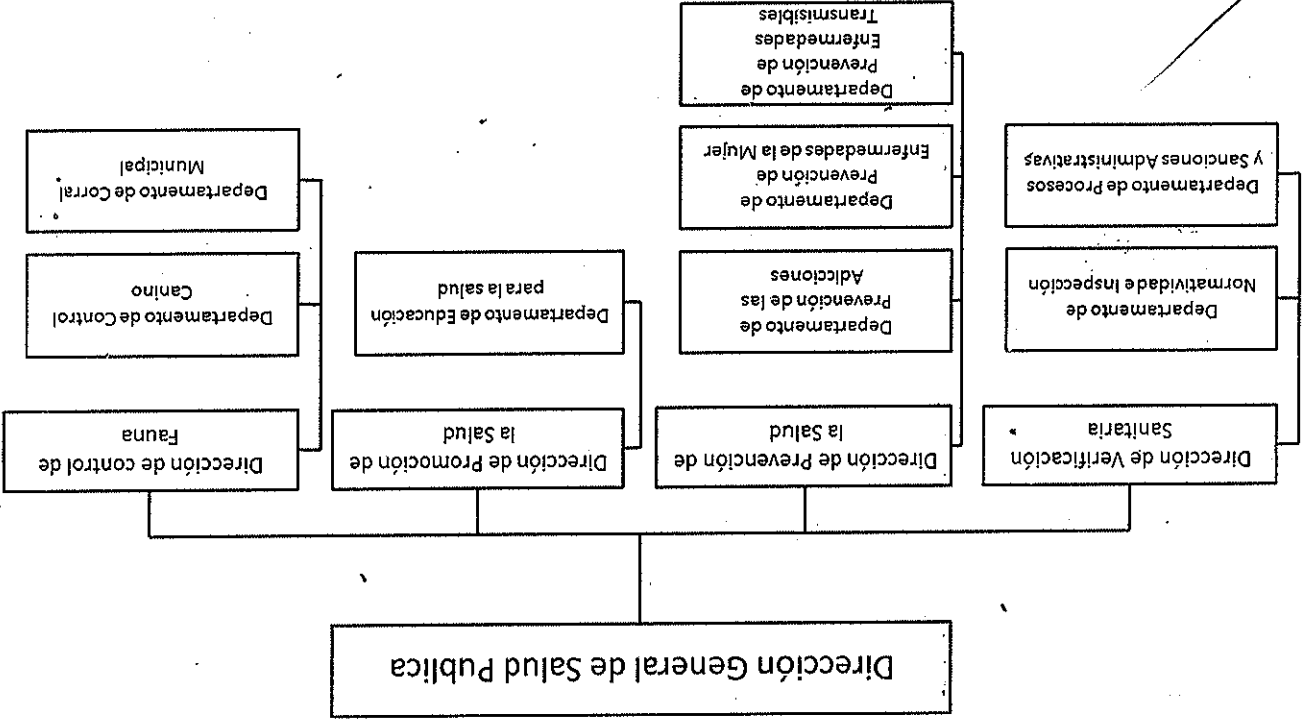 Dirección General de Salud Publica
Dirección de Verificación
Sanitaria
Departamento de
Normatividad e Inspección
Departamento de Procesos
y Sanciones Administrativas
Dirección de Prevención de
la Salud
Departamento de
Prevención de las
Adicciones
Departamento de
Prevención de
Enfermedades de la Mujer
Departamento de
Prevención de
Enfermedades
Transmisibles
Dirección de Promoción de
la Salud
Departamento de Educación
para la salud
Dirección de control de
Fauna
Departamento de Control
Canino
Departamento de Corral
Municipal